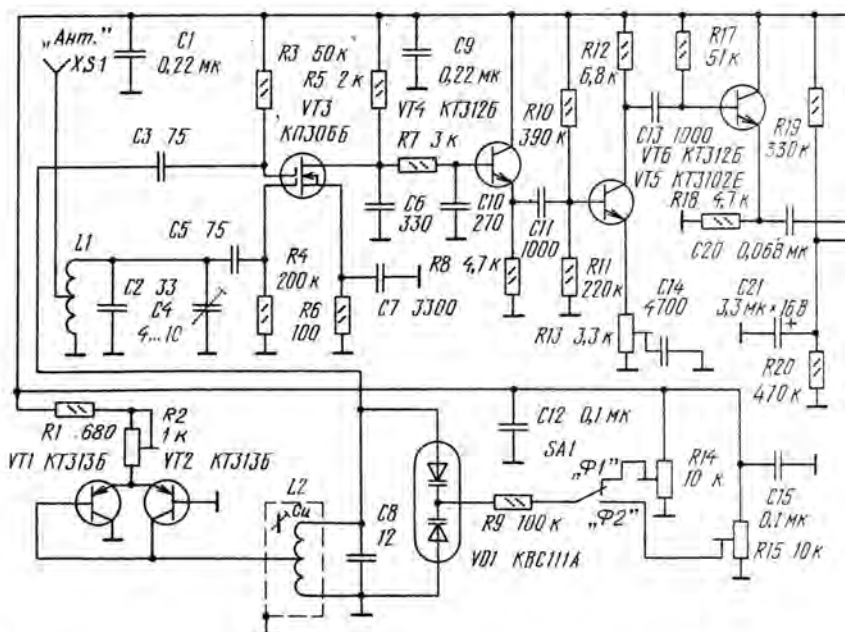 „Ант.”
X,S1
C1
0,22 мк
R3 50 к
R5 2 к
C9
0,22 мк
VT3
КП306Б
VT4 КТ312Б
R7 3 к
C3 75
R10
390 к
R12
6,8 к
R17
51 к
C13 1000
VT6 КТ312Б
VT5 КТ3102Е
R18 4,7 к
R19
330 к
L1
C5 75
C6
330
C10
270
C11
1000
C2 33
C4
4...10
R4
200 к
R6
100
C7 3300
R8 4,7 к
R11
220 к
C14
4700
R13 3,3 к
C20 0,068 мк
C21
3,3 мк × 16 В
+
R20
470 к
R1 680
R2
1 к
VT1 КТ313Б
VT2 КТ313Б
L2
Cu
C8
12
C12 0,1 мк
SA1
„Ф1”
„Ф2”
R9 100 к
VD1 КВС111А
R14
10 к
C15
0,1 мк
R15 10 к